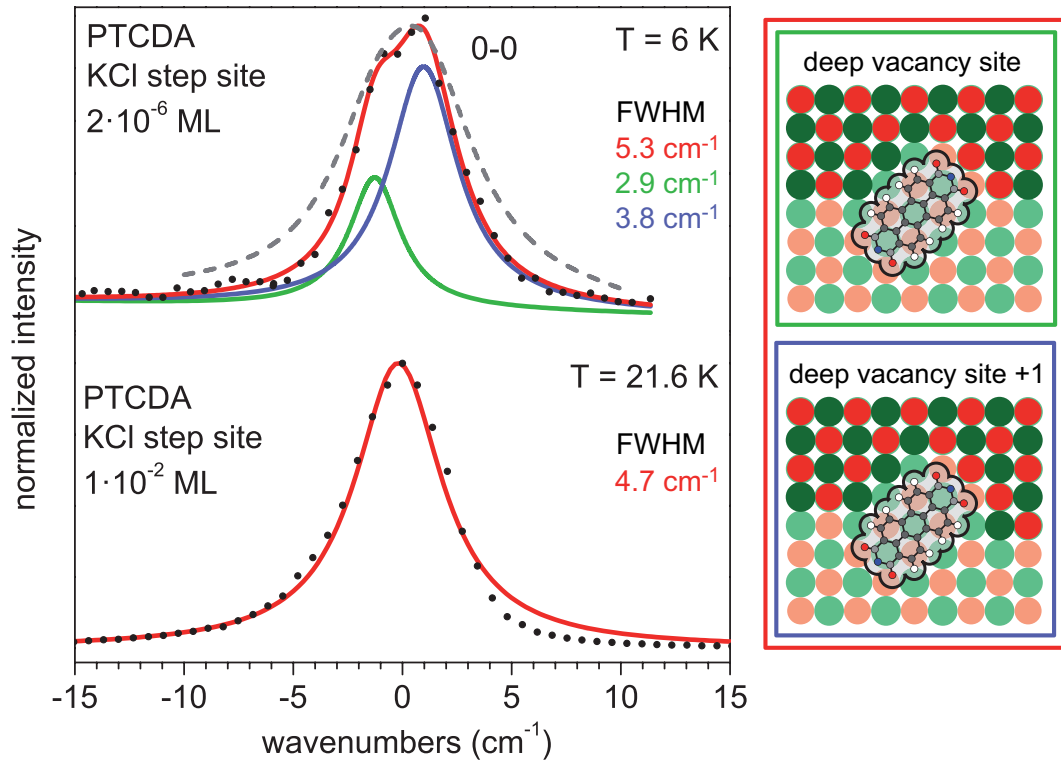 PTCDA
KCl step site
2·10⁻⁶ ML
0-0
T = 6 K
FWHM
5.3 cm⁻¹
2.9 cm⁻¹
3.8 cm⁻¹
PTCDA
KCl step site
1·10⁻² ML
T = 21.6 K
FWHM
4.7 cm⁻¹
normalized intensity
-15 -10 -5 0 5 10 15
wavenumbers (cm⁻¹)
deep vacancy site
deep vacancy site +1